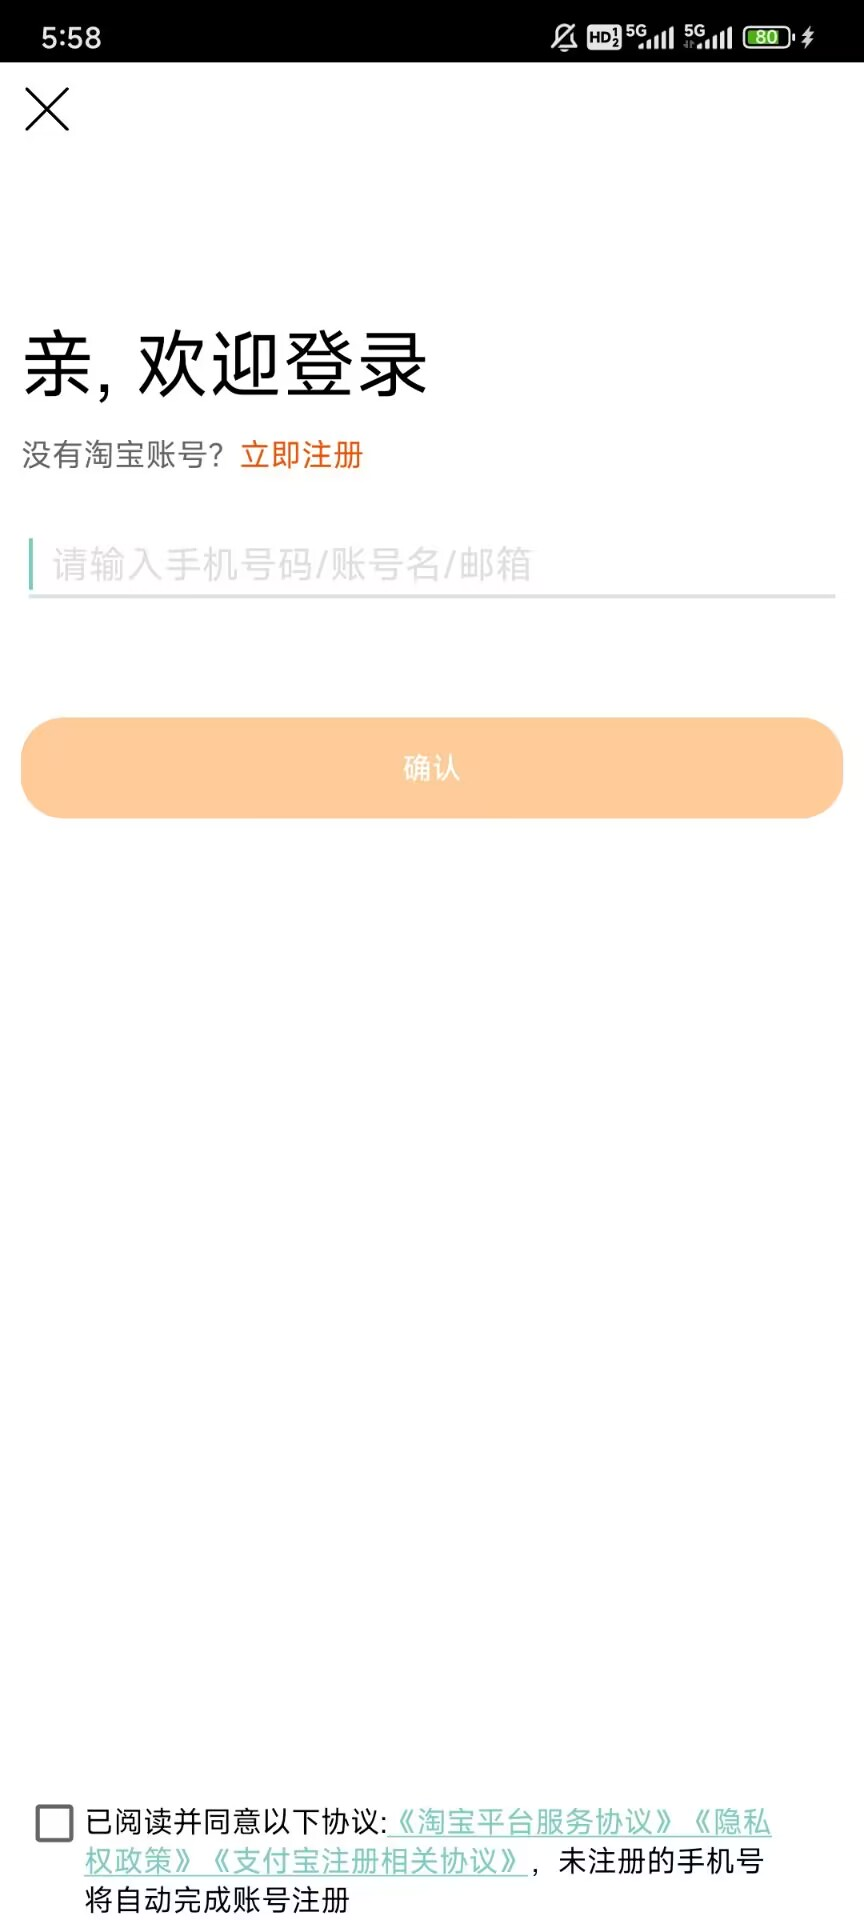 5:58
HD 1 2 5G 5G 80
亲, 欢迎登录
没有淘宝账号? 立即注册
请输入手机号码/账号名/邮箱
确认
已阅读并同意以下协议:《淘宝平台服务协议》《隐私
权政策》《支付宝注册相关协议》，未注册的手机号
将自动完成账号注册